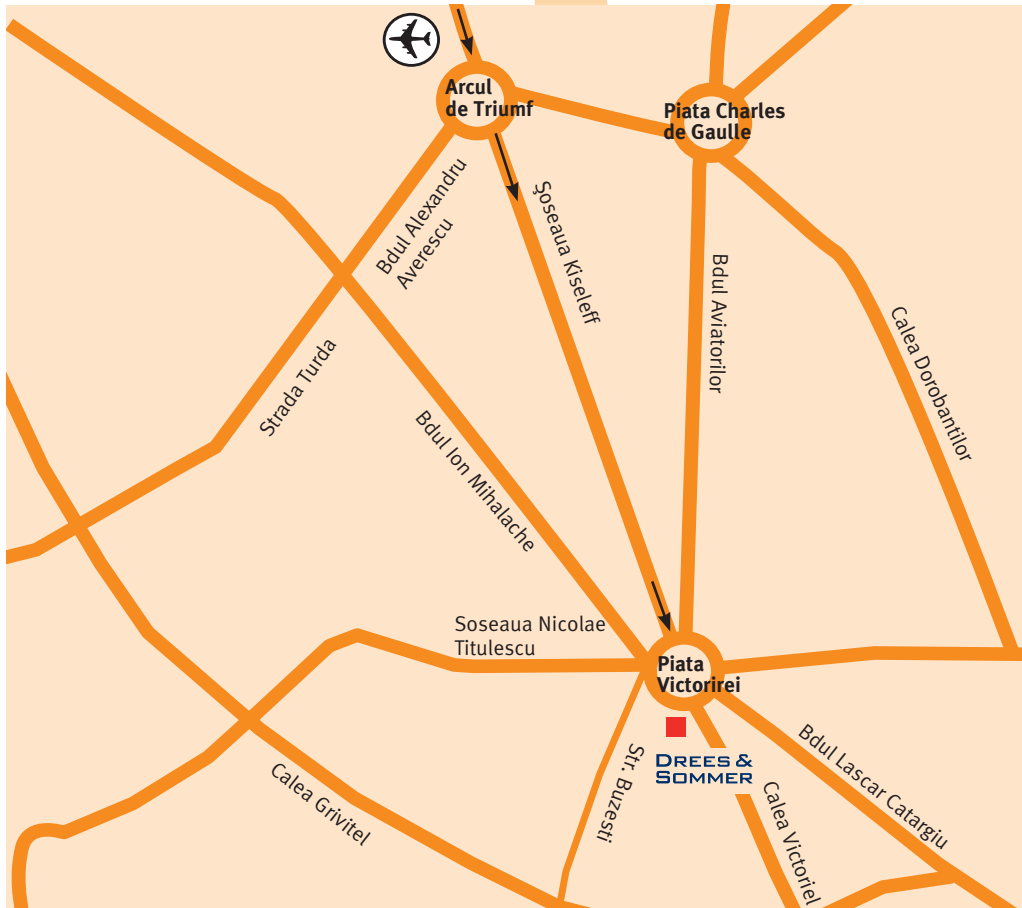 Arcul
de Triumf
Piata Charles
de Gaulle
Bdul Alexandru
Averescu
Şoseaua Kiseleff
Bdul Aviatorilor
Calea Dorobantilor
Strada Turda
Bdul Ion Mihalache
Soseaua Nicolae
Titulescu
Piata
Victorirei
DREES &
SOMMER
Str. Buzesti
Bdul Lascar Catargiu
Calea Grivitel
Calea Victoriel